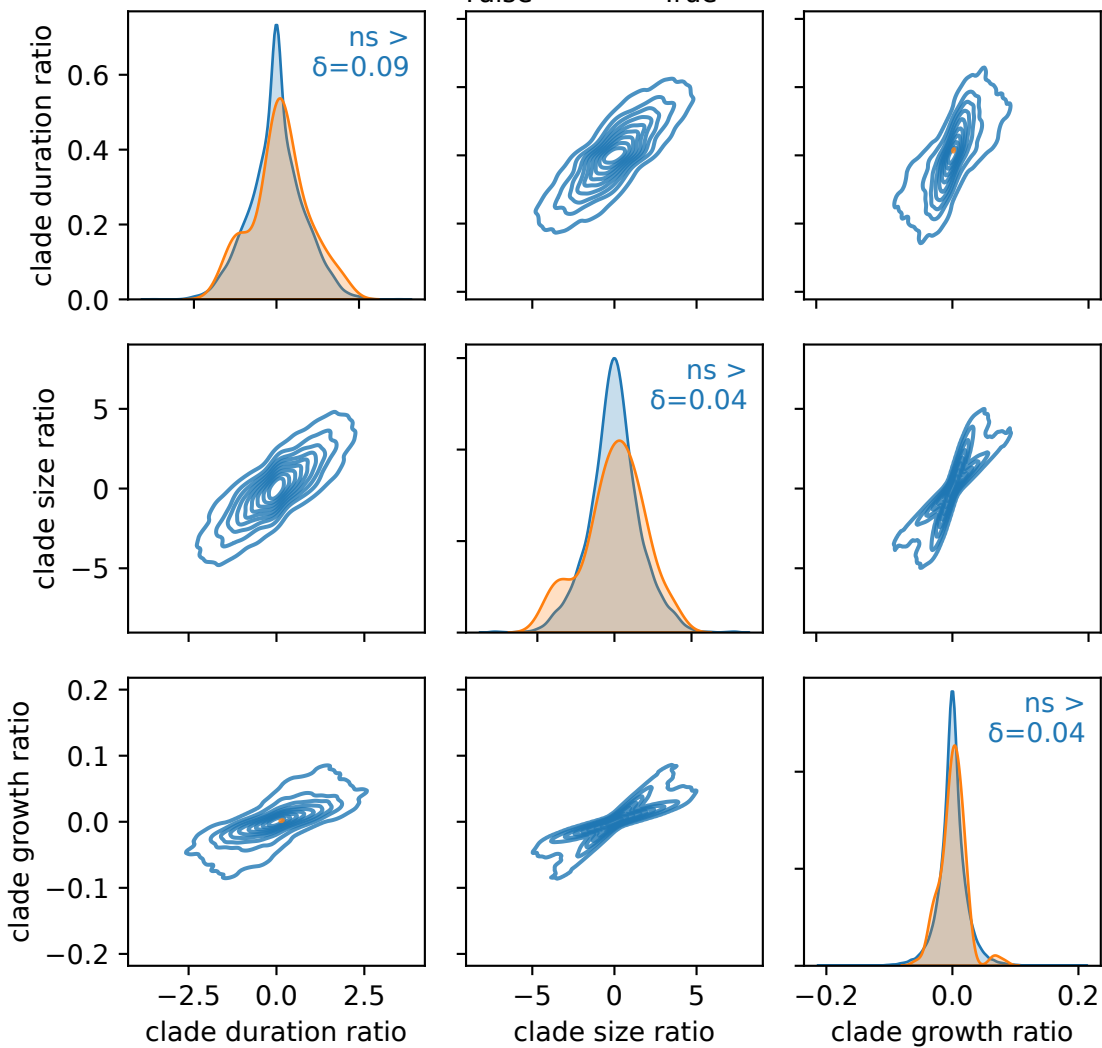 clade duration ratio
0.6
0.4
0.2
0.0
ns >
δ=0.09
clade size ratio
5
0
−5
ns >
δ=0.04
clade growth ratio
0.2
0.1
0.0
−0.1
−0.2
ns >
δ=0.04
−2.5 0.0 2.5
−5 0 5
−0.2 0.0 0.2
clade duration ratio
clade size ratio
clade growth ratio